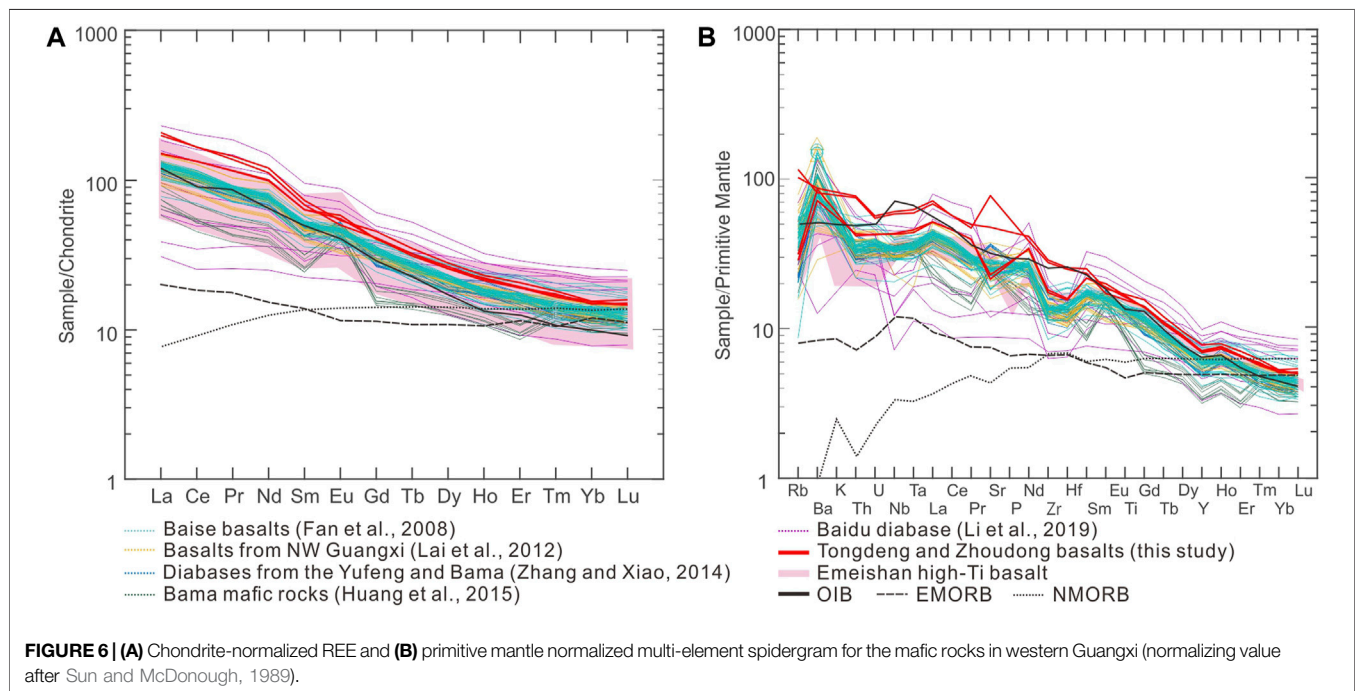 A
1000
100
10
1
Sample/Chondrite
La Ce Pr Nd Sm Eu Gd Tb Dy Ho Er Tm Yb Lu
Baise basalts (Fan et al., 2008)
Basalts from NW Guangxi (Lai et al., 2012)
Diabases from the Yufeng and Bama (Zhang and Xiao, 2014)
Bama mafic rocks (Huang et al., 2015)
B
1000
100
10
1
Sample/Primitive Mantle
Rb K U Ta Ce Sr Nd Hf Eu Gd Dy Ho Tm Lu
Ba Th Nb La Pr P Zr Sm Ti Tb Y Er Yb
Baidu diabase (Li et al., 2019)
Tongdeng and Zhoudong basalts (this study)
Emeishan high-Ti basalt
OIB EMORB NMORB
FIGURE 6 | (A) Chondrite-normalized REE and (B) primitive mantle normalized multi-element spidergram for the mafic rocks in western Guangxi (normalizing value
after Sun and McDonough, 1989).